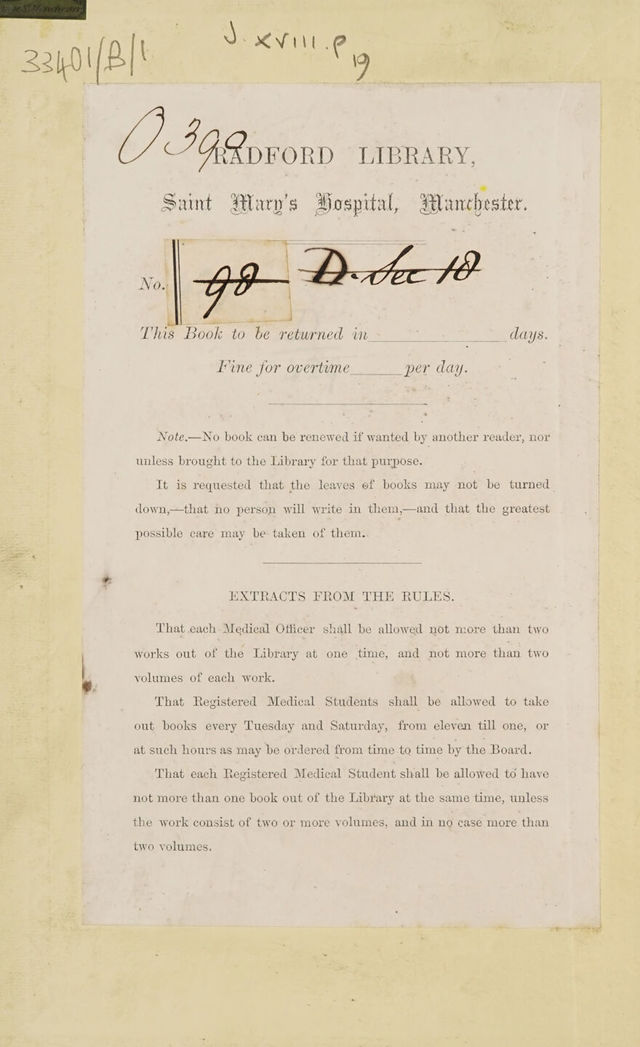 33401/B/1
J. XVIII. P
19
O 390
RADFORD LIBRARY,
Saint Mary's Hospital, Manchester.
No. 98 D. Sec 18
This Book to be returned in days.
Fine for overtime per day.
Note.—No book can be renewed if wanted by another reader, nor
unless brought to the Library for that purpose.
It is requested that the leaves of books may not be turned
down,—that no person will write in them,—and that the greatest
possible care may be taken of them.
EXTRACTS FROM THE RULES.
That each Medical Officer shall be allowed not more than two
works out of the Library at one time, and not more than two
volumes of each work.
That Registered Medical Students shall be allowed to take
out books every Tuesday and Saturday, from eleven till one, or
at such hours as may be ordered from time to time by the Board.
That each Registered Medical Student shall be allowed to have
not more than one book out of the Library at the same time, unless
the work consist of two or more volumes, and in no case more than
two volumes.